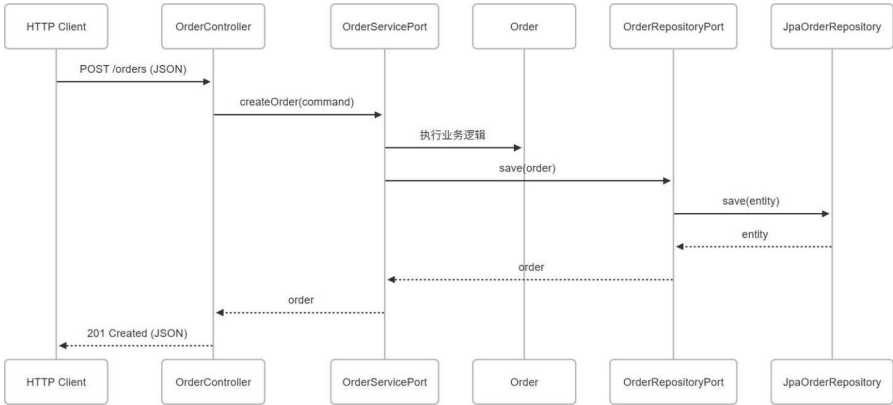 HTTP Client
OrderController
OrderServicePort
Order
OrderRepositoryPort
JpaOrderRepository
POST /orders (JSON)
createOrder(command)
执行业务逻辑
save(order)
save(entity)
entity
order
order
201 Created (JSON)
HTTP Client
OrderController
OrderServicePort
Order
OrderRepositoryPort
JpaOrderRepository